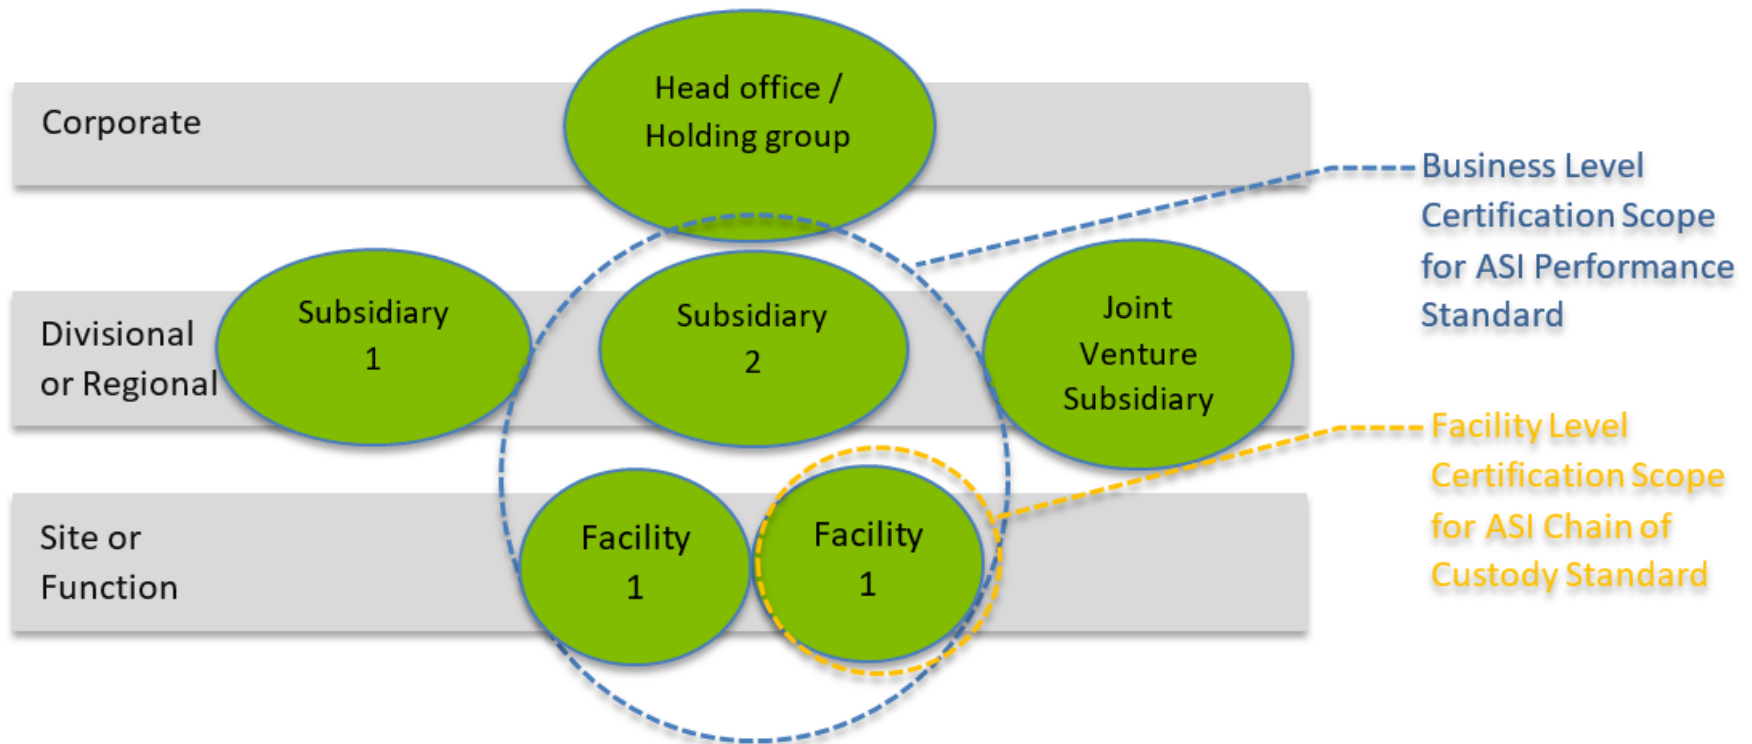 Corporate
Head office /
Holding group
Divisional
or Regional
Subsidiary
1
Subsidiary
2
Joint
Venture
Subsidiary
Site or
Function
Facility
1
Facility
1
Business Level
Certification Scope
for ASI Performance
Standard
Facility Level
Certification Scope
for ASI Chain of
Custody Standard